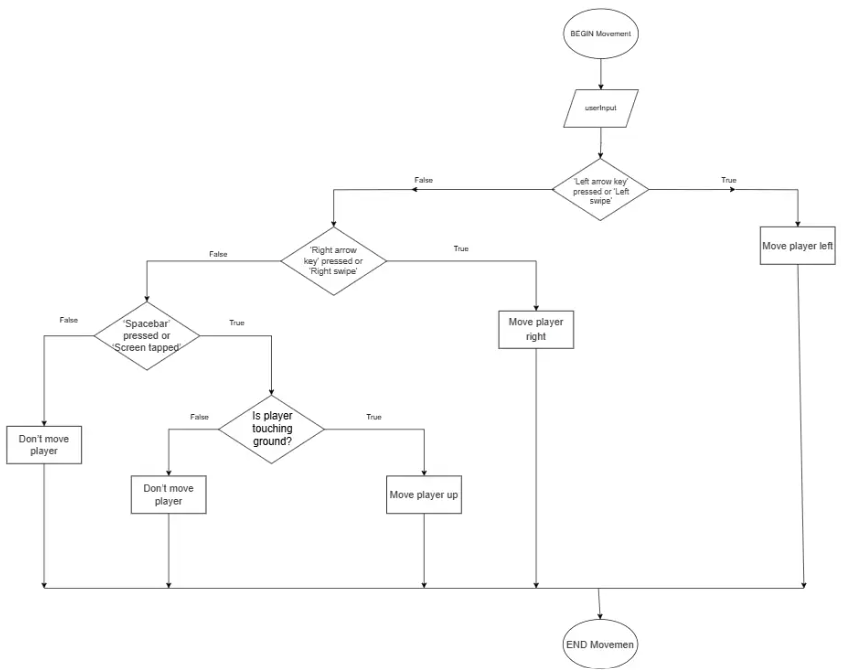 BEGIN Movement
userInput
False
'Left arrow key'
pressed or 'Left
swipe'
True
Move player left
False
'Right arrow
key' pressed or
'Right swipe'
True
Move player
right
False
'Spacebar'
pressed or
'Screen tapped'
True
Don't move
player
False
Is player
touching
ground?
True
Don't move
player
Move player up
END Movemen